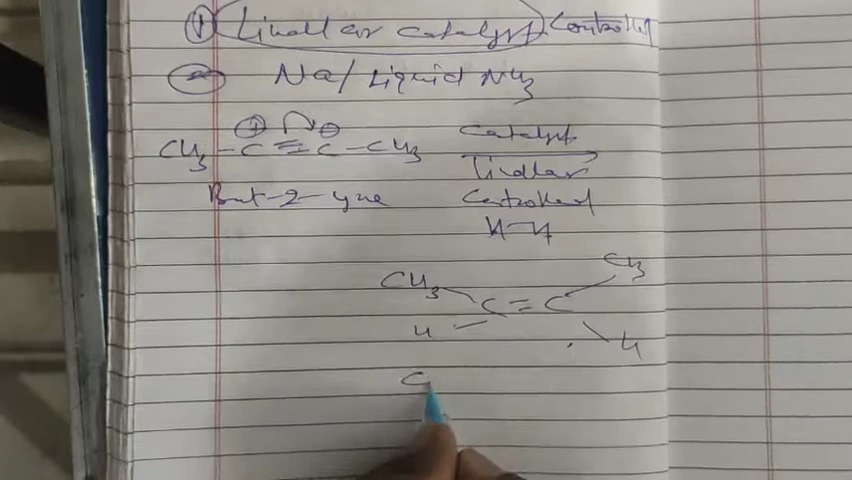 ① Lindlar catalyst controlled
② Na/Liquid NH3
⊕ ⊖
CH3-C≡C-CH3 Catalyst
Lindlar
But-2-yne Controlled
H-H
CH3 CH3
C=C
H H
C